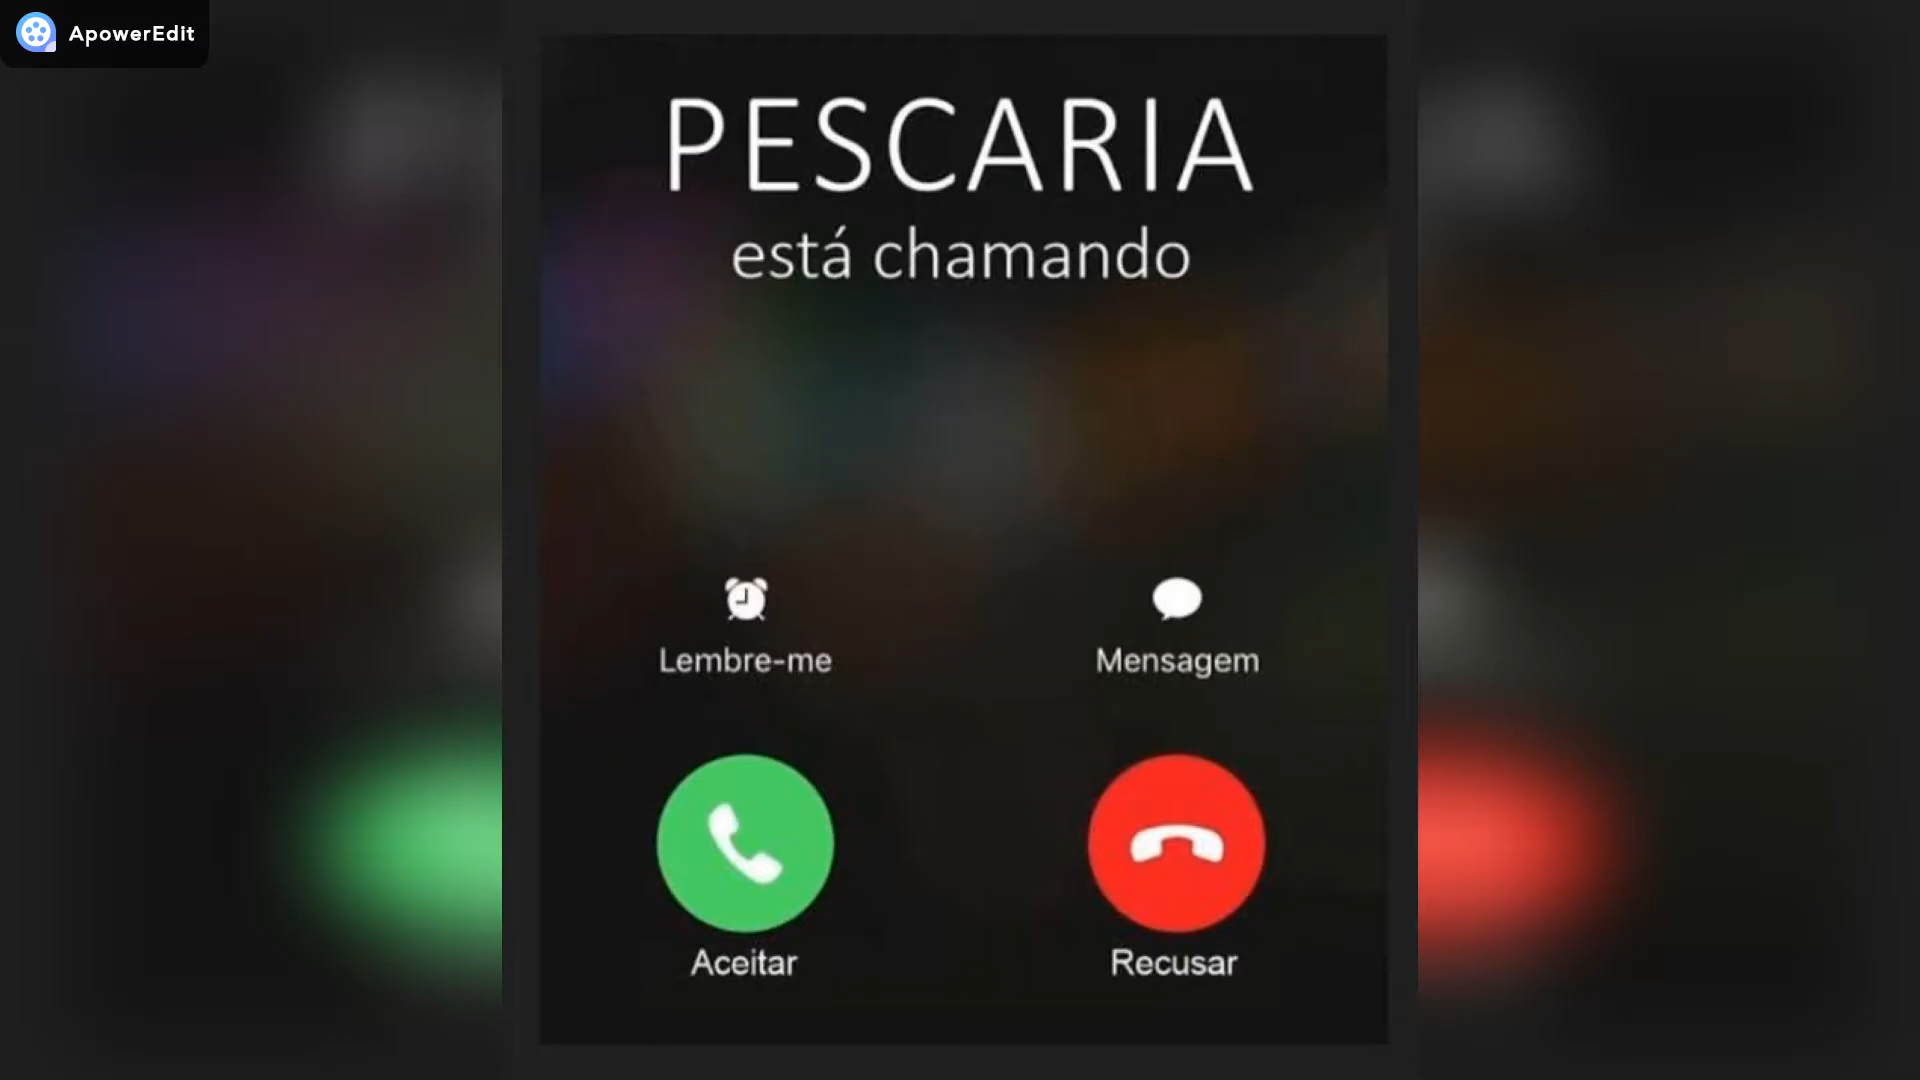 ApowerEdit
PESCARIA
está chamando
Lembre-me
Mensagem
Aceitar
Recusar